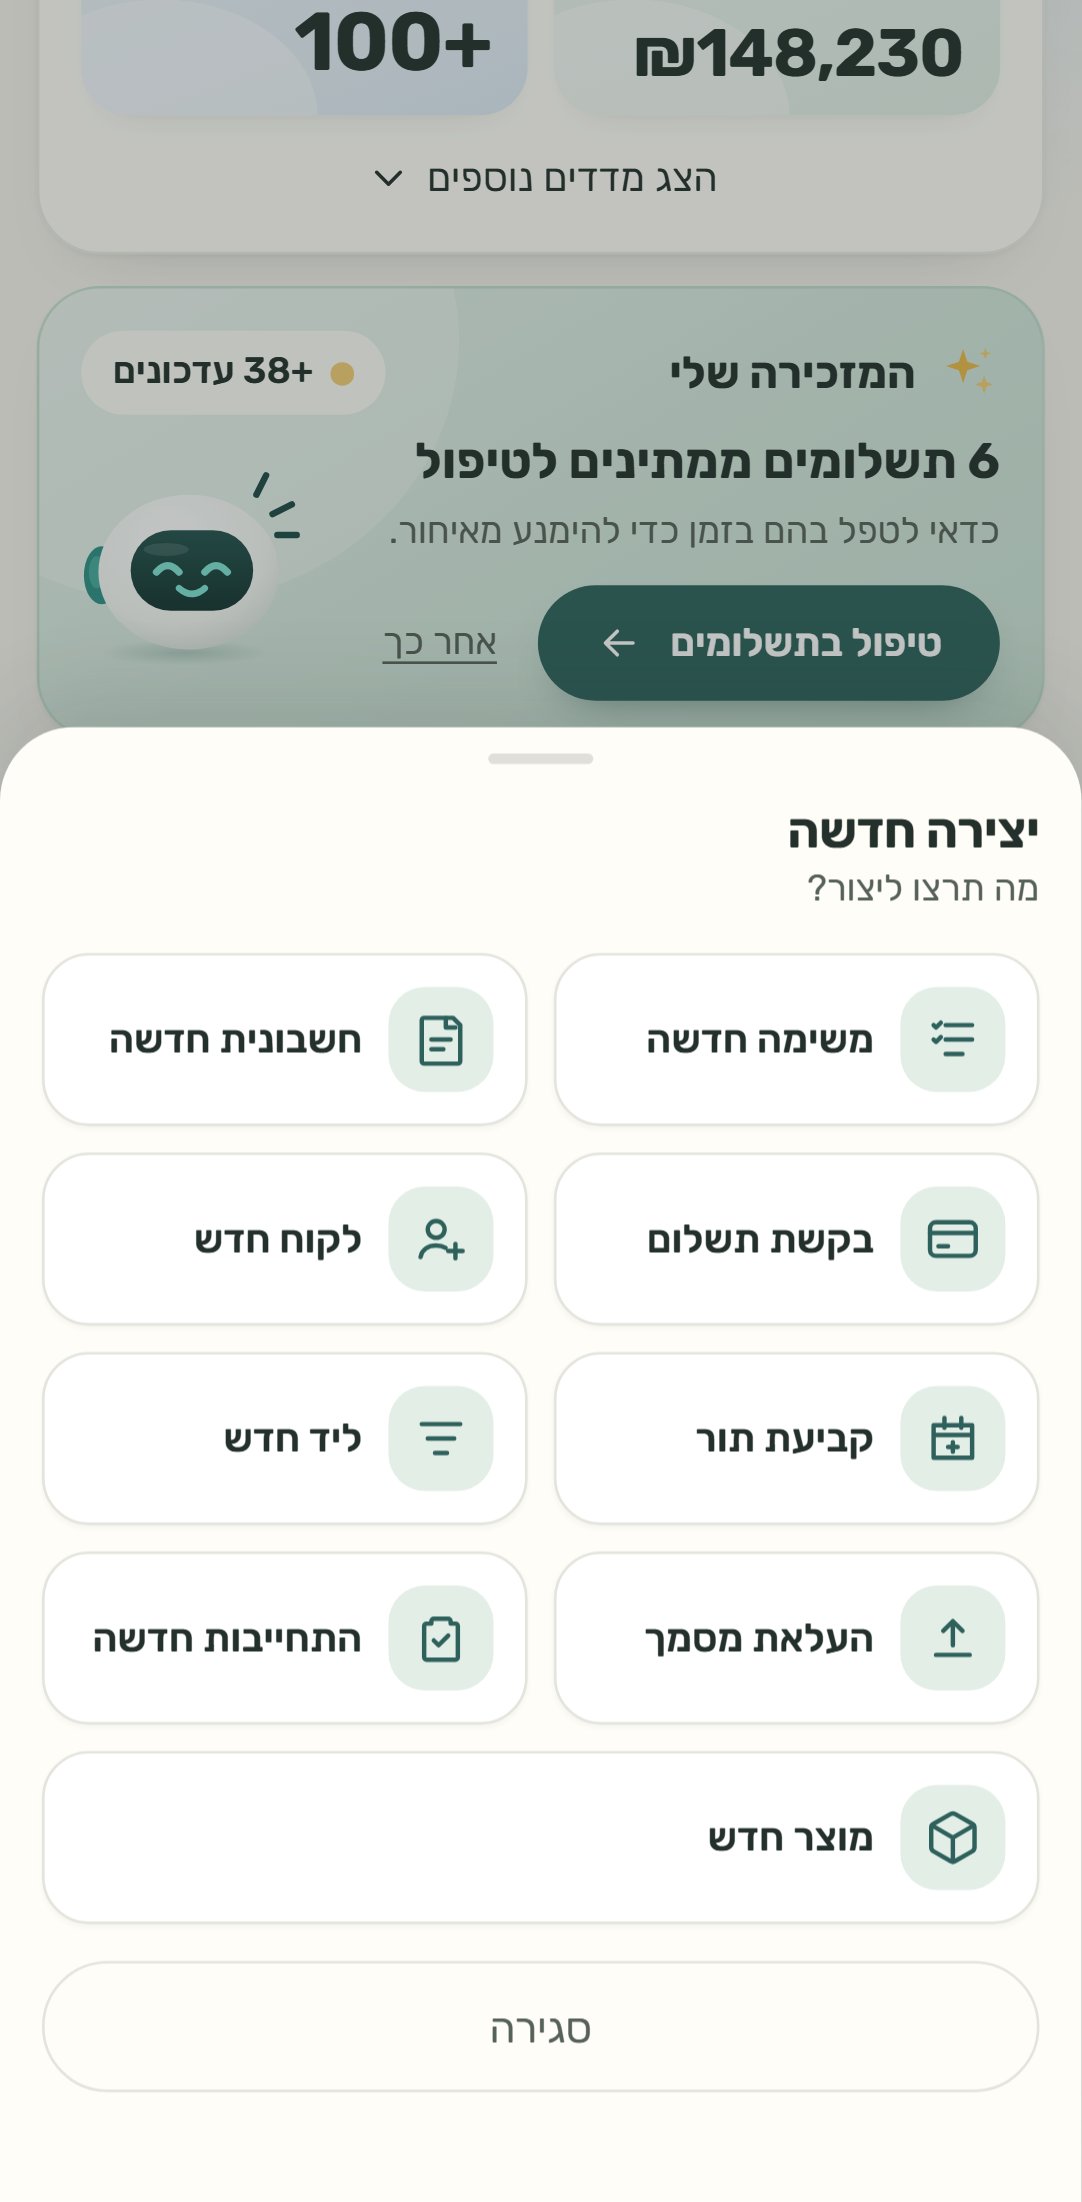 ₪148,230
100+
הצג מדדים נוספים
המזכירה שלי
38+ עדכונים
6 תשלומים ממתינים לטיפול
כדאי לטפל בהם בזמן כדי להימנע מאיחור.
טיפול בתשלומים
אחר כך
יצירה חדשה
מה תרצו ליצור?
משימה חדשה
חשבונית חדשה
בקשת תשלום
לקוח חדש
קביעת תור
ליד חדש
העלאת מסמך
התחייבות חדשה
מוצר חדש
סגירה